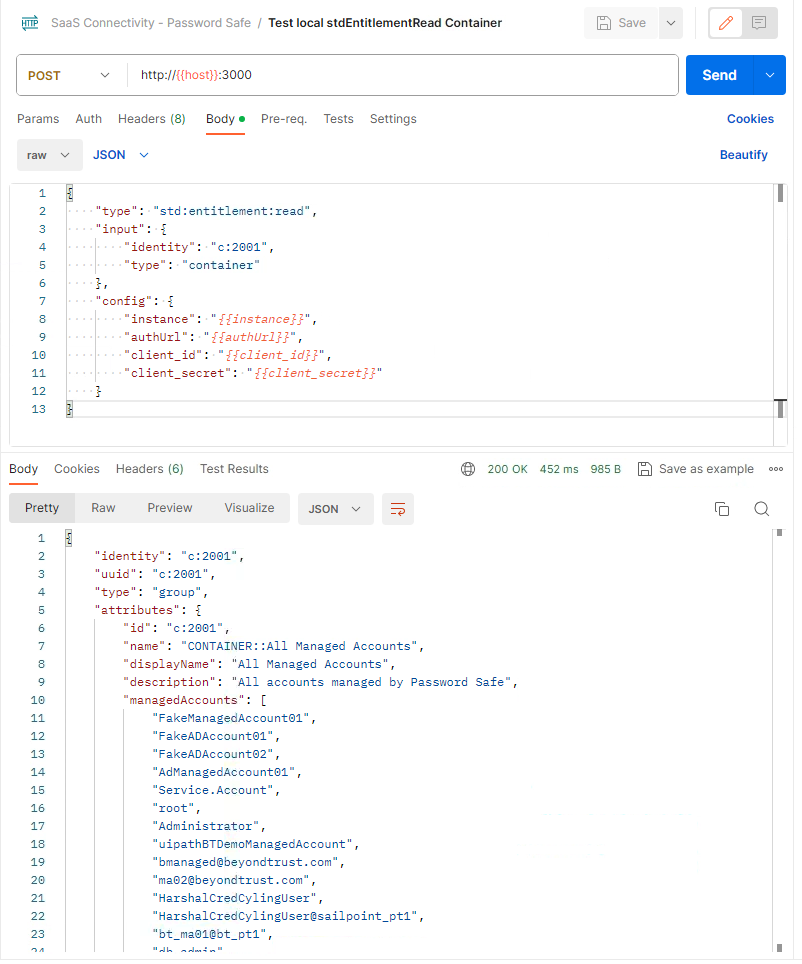 HTTP SaaS Connectivity - Password Safe / Test local stdEntitlementRead Container Save
POST http://{{host}}:3000 Send
Params Auth Headers (8) Body Pre-req. Tests Settings Cookies
raw JSON Beautify
1 {
2 "type": "std:entitlement:read",
3 "input": {
4 "identity": "c:2001",
5 "type": "container"
6 },
7 "config": {
8 "instance": "{{instance}}",
9 "authUrl": "{{authUrl}}",
10 "client_id": "{{client_id}}",
11 "client_secret": "{{client_secret}}"
12 }
13 }
Body Cookies Headers (6) Test Results 200 OK 452 ms 985 B Save as example
Pretty Raw Preview Visualize JSON
1 {
2 "identity": "c:2001",
3 "uuid": "c:2001",
4 "type": "group",
5 "attributes": {
6 "id": "c:2001",
7 "name": "CONTAINER::All Managed Accounts",
8 "displayName": "All Managed Accounts",
9 "description": "All accounts managed by Password Safe",
10 "managedAccounts": [
11 "FakeManagedAccount01",
12 "FakeADAccount01",
13 "FakeADAccount02",
14 "AdManagedAccount01",
15 "Service.Account",
16 "root",
17 "Administrator",
18 "uipathBTDemoManagedAccount",
19 "bmanaged@beyondtrust.com",
20 "ma02@beyondtrust.com",
21 "HarshalCredCylingUser",
22 "HarshalCredCylingUser@sailpoint_pt1",
23 "bt_ma01@bt_pt1",
24 "db_admin"